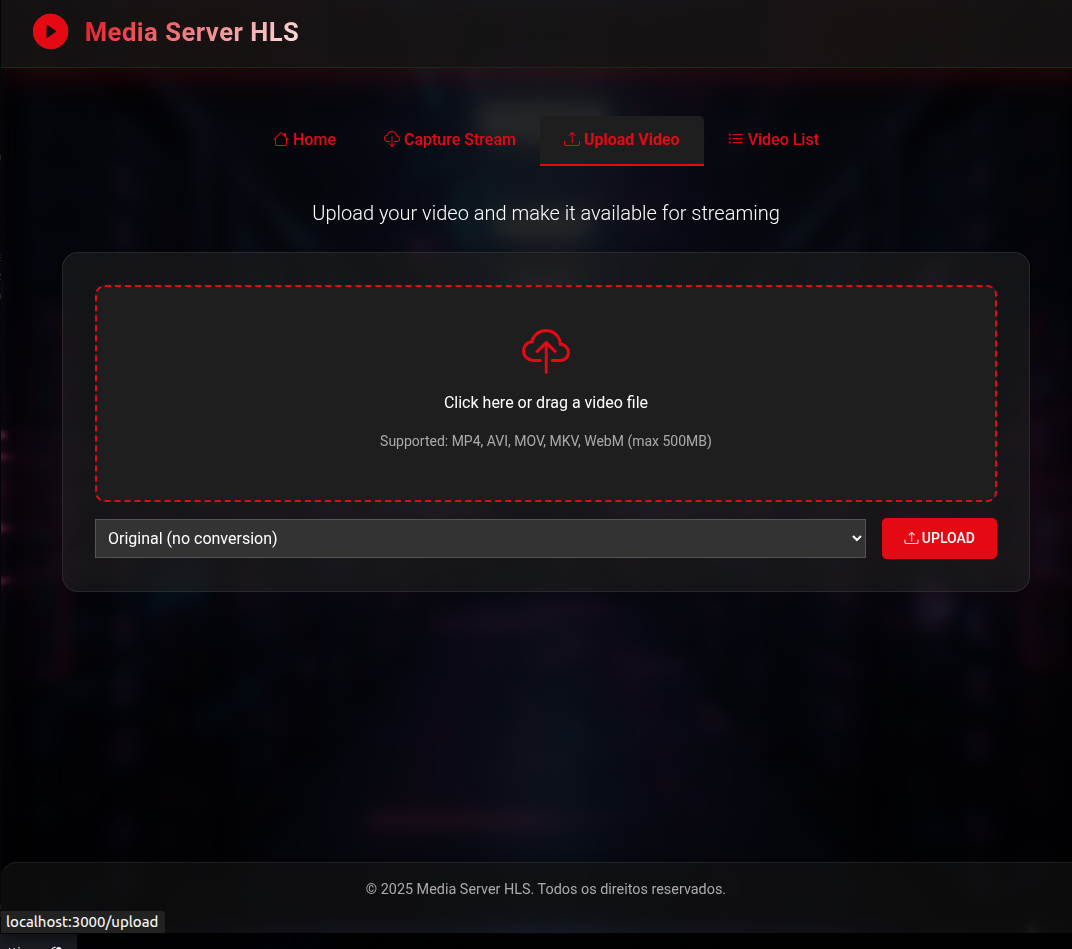 Media Server HLS
Home
Capture Stream
Upload Video
Video List
Upload your video and make it available for streaming
Click here or drag a video file
Supported: MP4, AVI, MOV, MKV, WebM (max 500MB)
Original (no conversion)
UPLOAD
© 2025 Media Server HLS. Todos os direitos reservados.
localhost:3000/upload